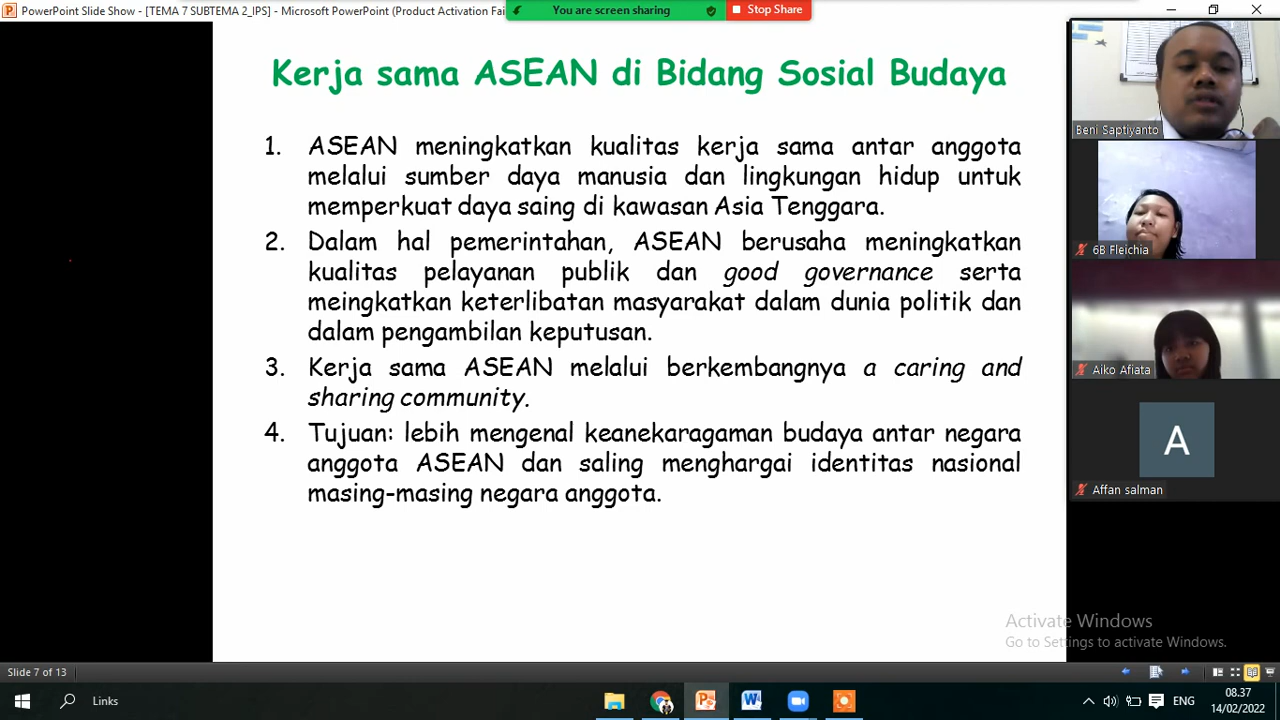 PowerPoint Slide Show - [TEMA 7 SUBTEMA 2_IPS] - Microsoft PowerPoint (Product Activation Fai
You are screen sharing
Stop Share
Kerja sama ASEAN di Bidang Sosial Budaya
1. ASEAN meningkatkan kualitas kerja sama antar anggota
melalui sumber daya manusia dan lingkungan hidup untuk
memperkuat daya saing di kawasan Asia Tenggara.
2. Dalam hal pemerintahan, ASEAN berusaha meningkatkan
kualitas pelayanan publik dan good governance serta
meingkatkan keterlibatan masyarakat dalam dunia politik dan
dalam pengambilan keputusan.
3. Kerja sama ASEAN melalui berkembangnya a caring and
sharing community.
4. Tujuan: lebih mengenal keanekaragaman budaya antar negara
anggota ASEAN dan saling menghargai identitas nasional
masing-masing negara anggota.
Beni Saptiyanto
6B Fleichia
Aiko Afiata
A
Affan salman
Activate Windows
Go to Settings to activate Windows.
Slide 7 of 13
Links
ENG
08.37
14/02/2022